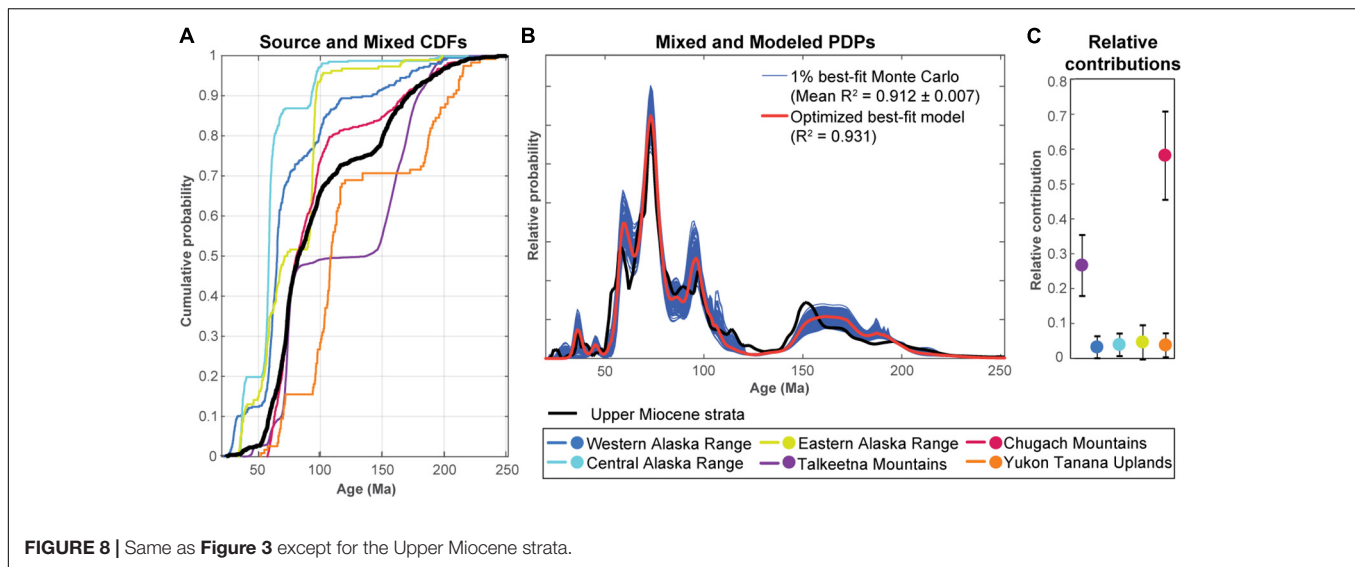 A
Source and Mixed CDFs
Cumulative probability
1
0.9
0.8
0.7
0.6
0.5
0.4
0.3
0.2
0.1
0
50
100
150
200
250
Age (Ma)
B
Mixed and Modeled PDPs
Relative probability
1% best-fit Monte Carlo
(Mean R² = 0.912 ± 0.007)
Optimized best-fit model
(R² = 0.931)
50
100
150
200
250
Age (Ma)
C
Relative
contributions
Relative contribution
0.8
0.7
0.6
0.5
0.4
0.3
0.2
0.1
0
Upper Miocene strata
Western Alaska Range
Eastern Alaska Range
Chugach Mountains
Central Alaska Range
Talkeetna Mountains
Yukon Tanana Uplands
FIGURE 8 | Same as Figure 3 except for the Upper Miocene strata.